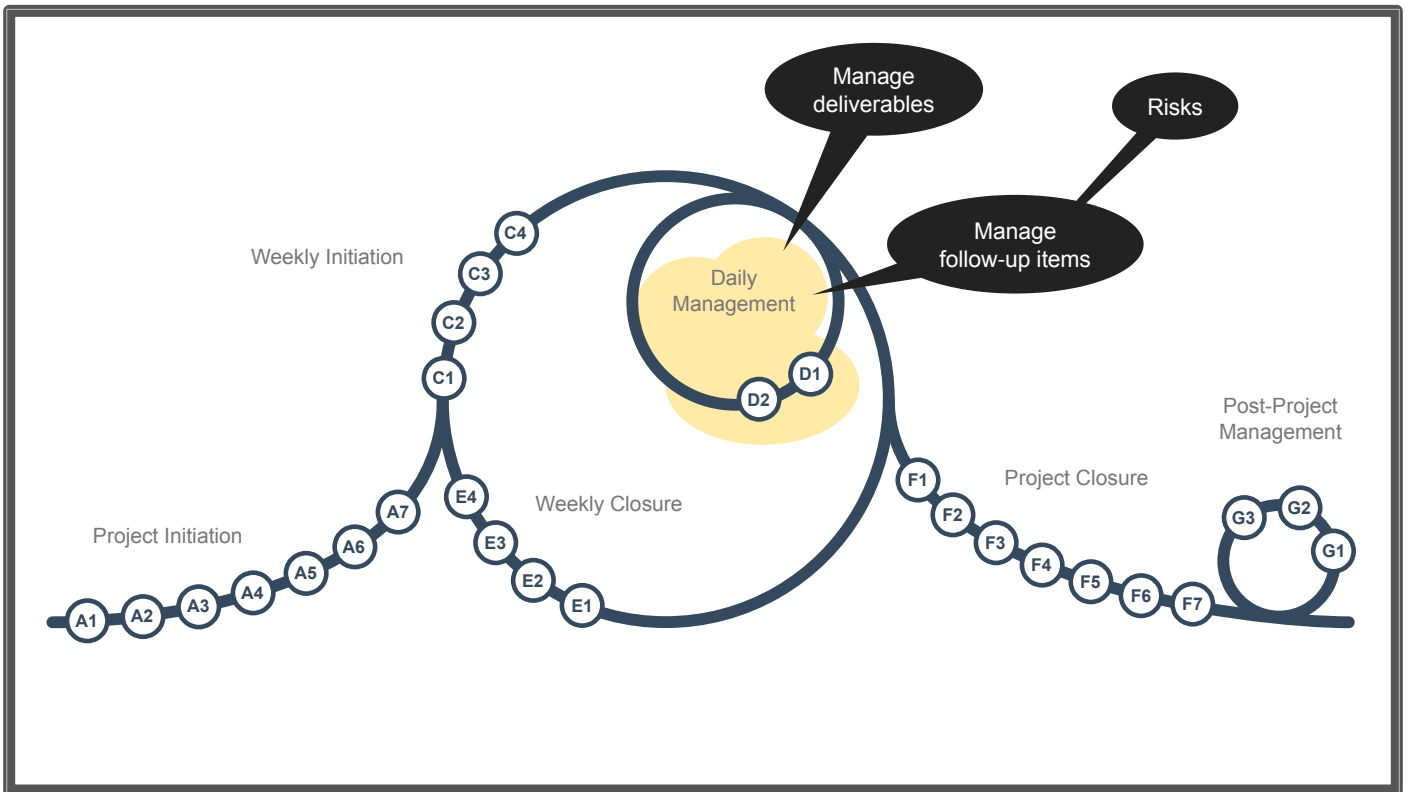 Manage
deliverables
Risks
Manage
follow-up items
Weekly Initiation
C4
C3
C2
C1
Daily
Management
D1
D2
Post-Project
Management
Project Closure
Weekly Closure
Project Initiation
A1
A2
A3
A4
A5
A6
A7
E4
E3
E2
E1
F1
F2
F3
F4
F5
F6
F7
G3
G2
G1